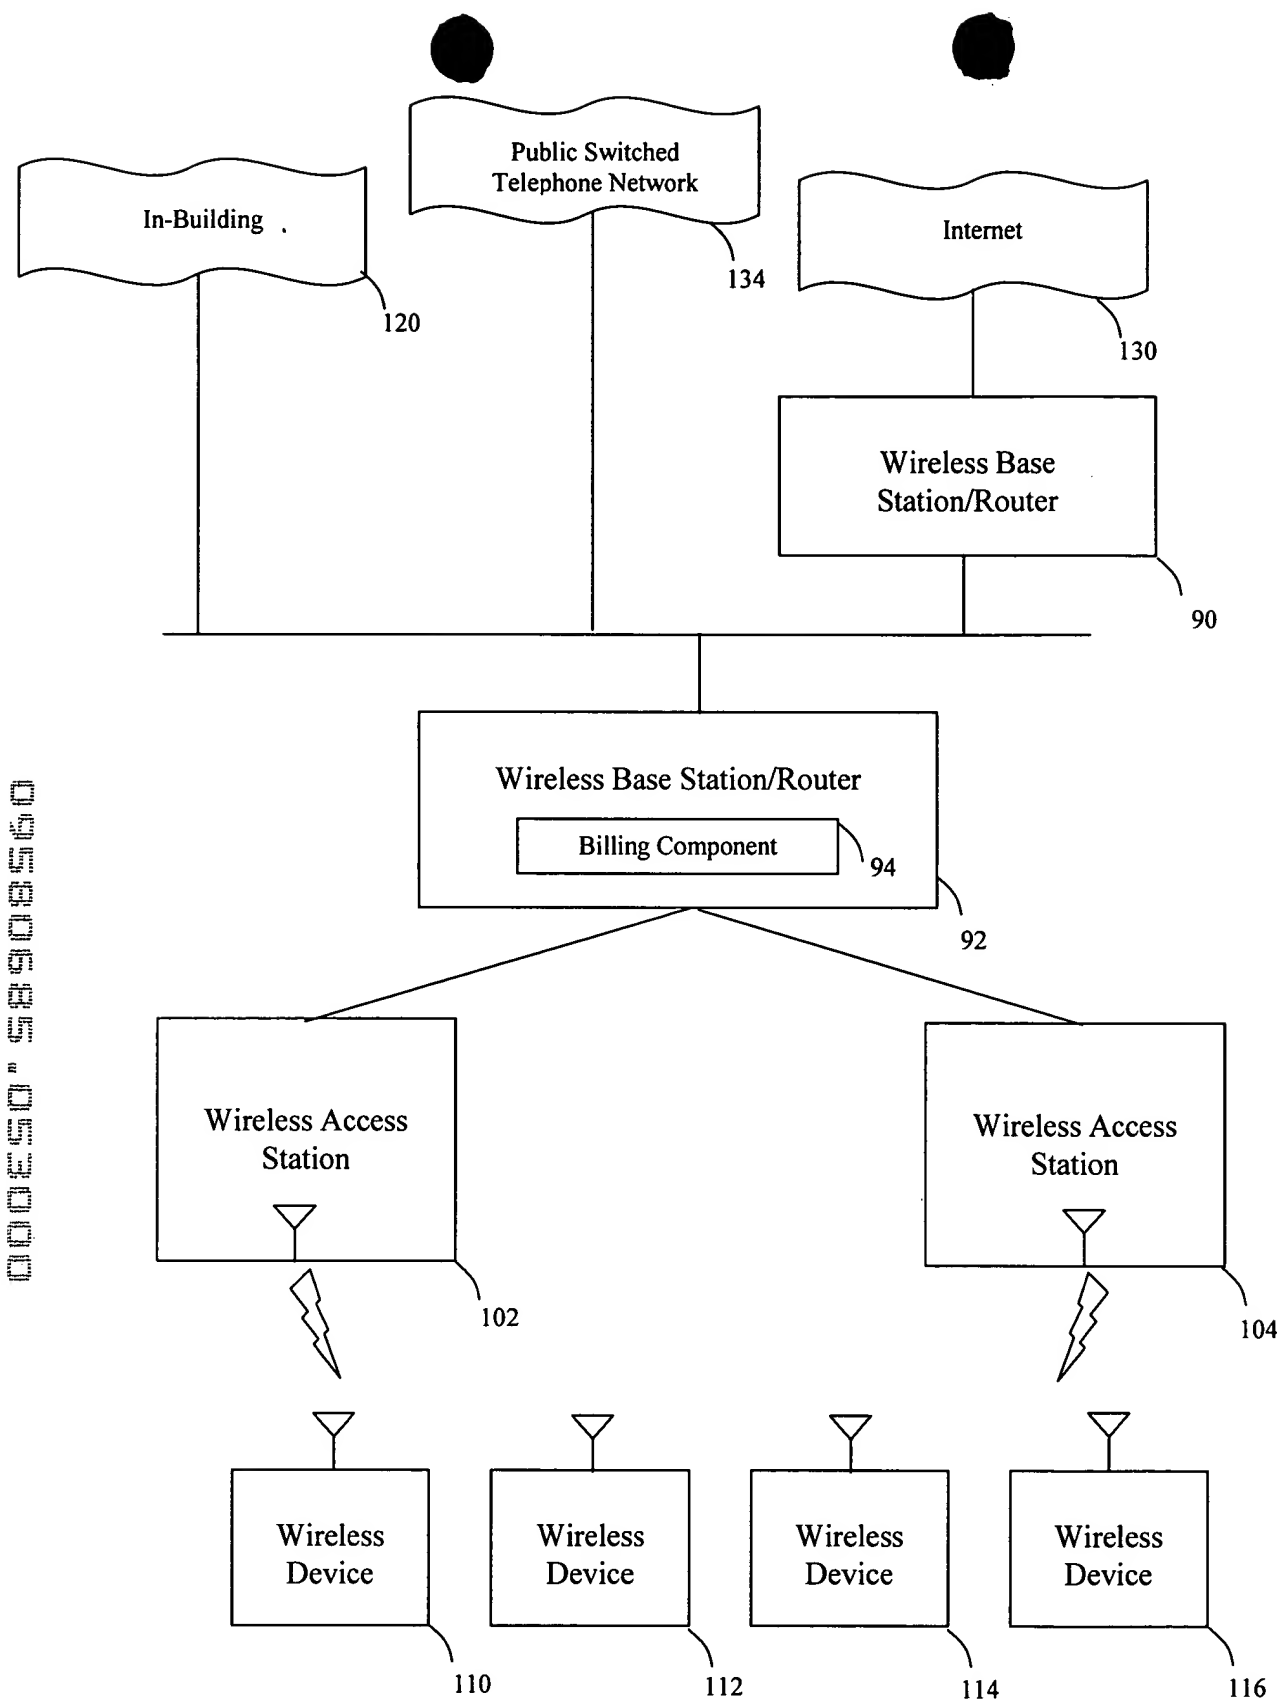 Public Switched
Telephone Network
134
In-Building
120
Internet
130
Wireless Base
Station/Router
90
Wireless Base Station/Router
Billing Component
94
92
Wireless Access
Station
102
Wireless Access
Station
104
Wireless
Device
110
Wireless
Device
112
Wireless
Device
114
Wireless
Device
116
09580585.053000